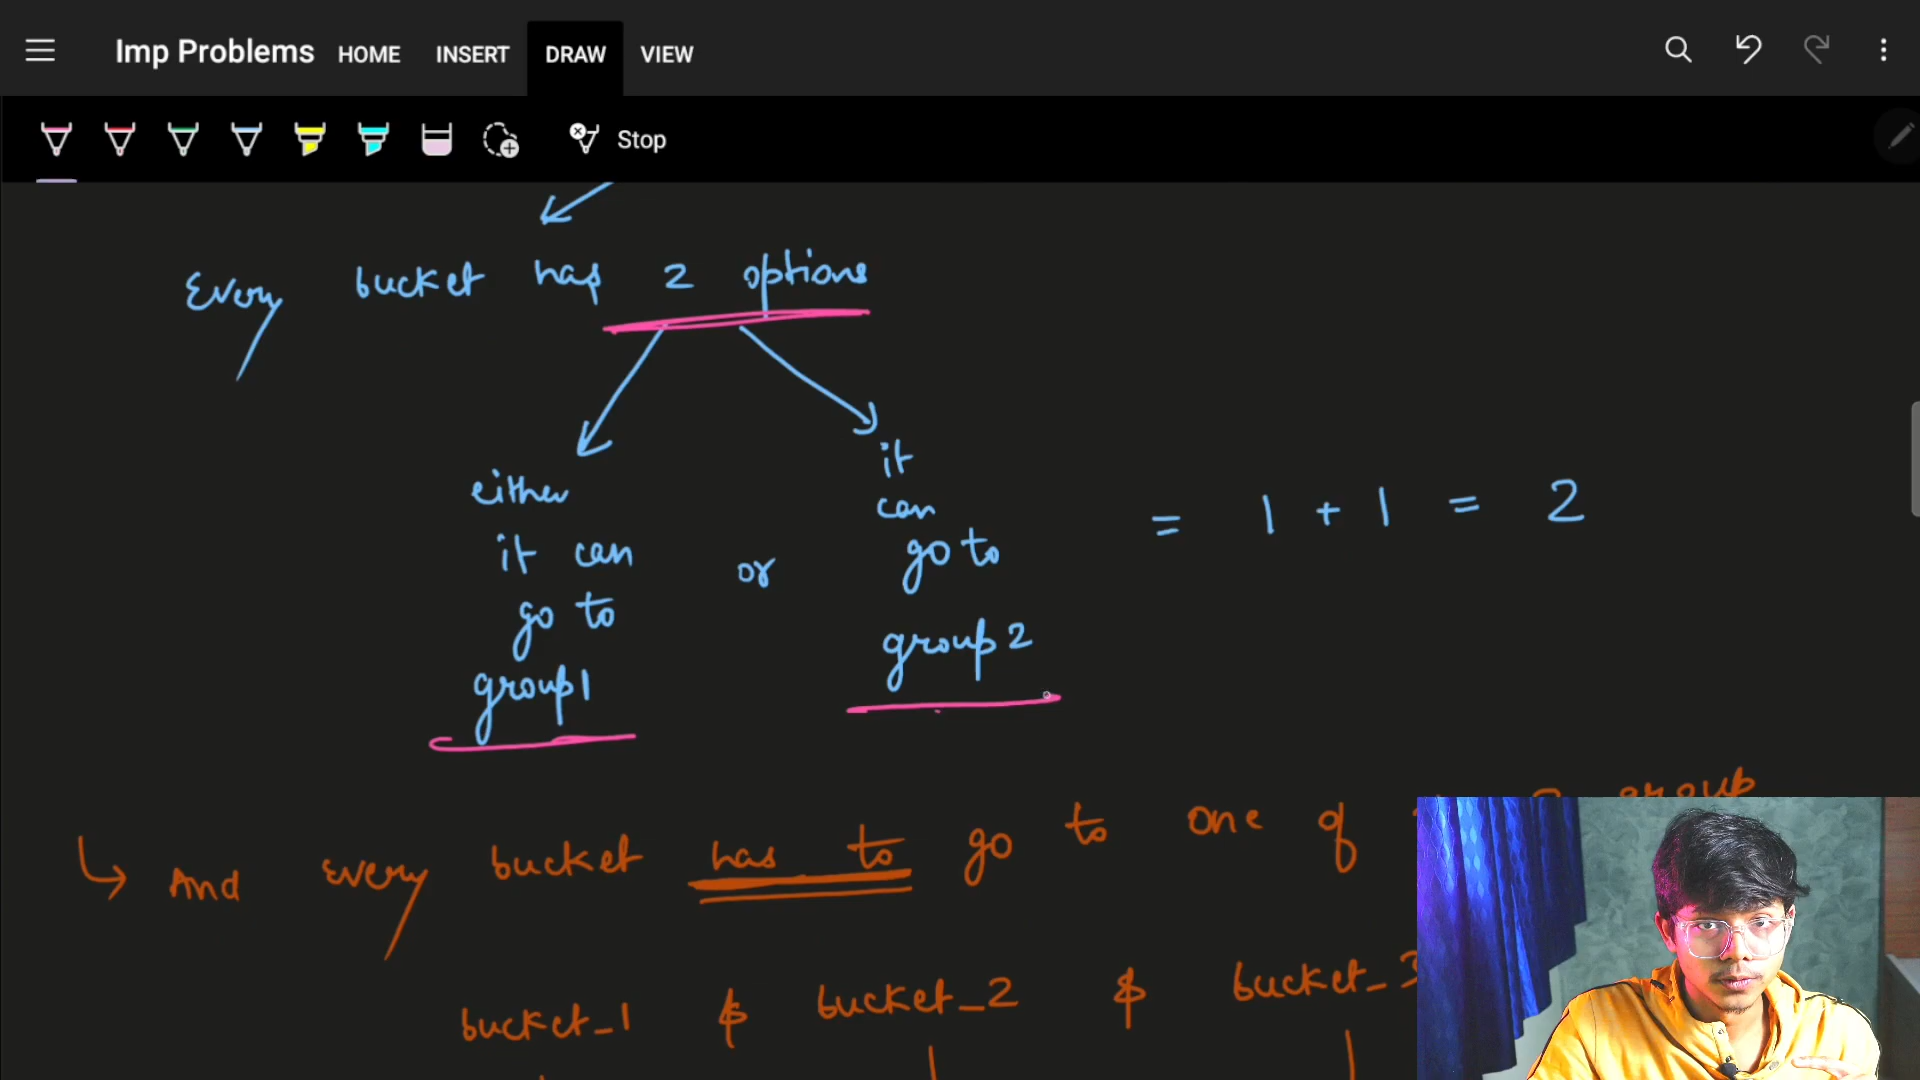 Imp Problems HOME INSERT DRAW VIEW
Stop
Every bucket has 2 options
either
it can
go to
group1
or
it
can
go to
group 2
= 1 + 1 = 2
And every bucket has to go to one of group
bucket_1 & bucket_2 & bucket_3